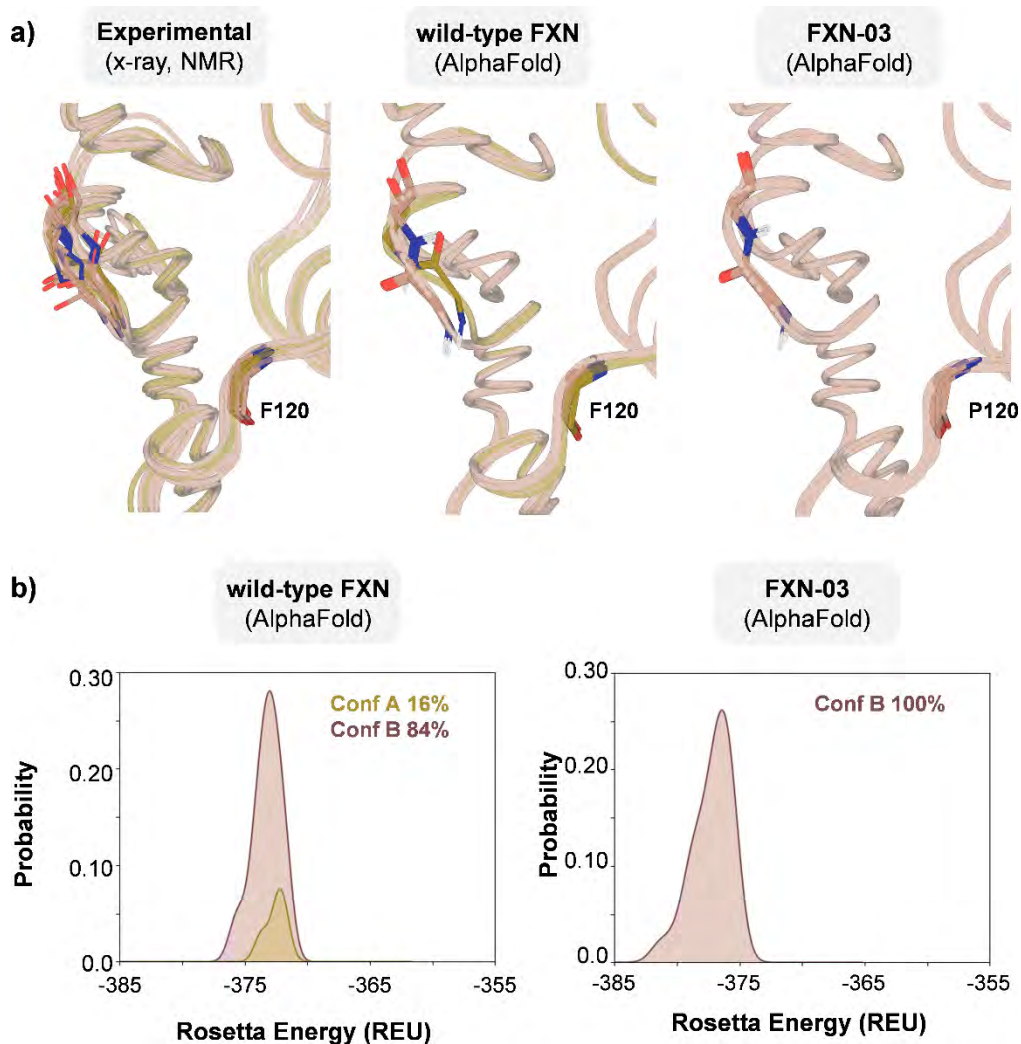 a)
Experimental
(x-ray, NMR)
wild-type FXN
(AlphaFold)
FXN-03
(AlphaFold)
F120
F120
P120
b)
wild-type FXN
(AlphaFold)
FXN-03
(AlphaFold)
Probability
0.30
0.20
0.10
0.0
Conf A 16%
Conf B 84%
-385
-375
-365
-355
Rosetta Energy (REU)
Probability
0.30
0.20
0.10
0.0
Conf B 100%
-385
-375
-365
-355
Rosetta Energy (REU)